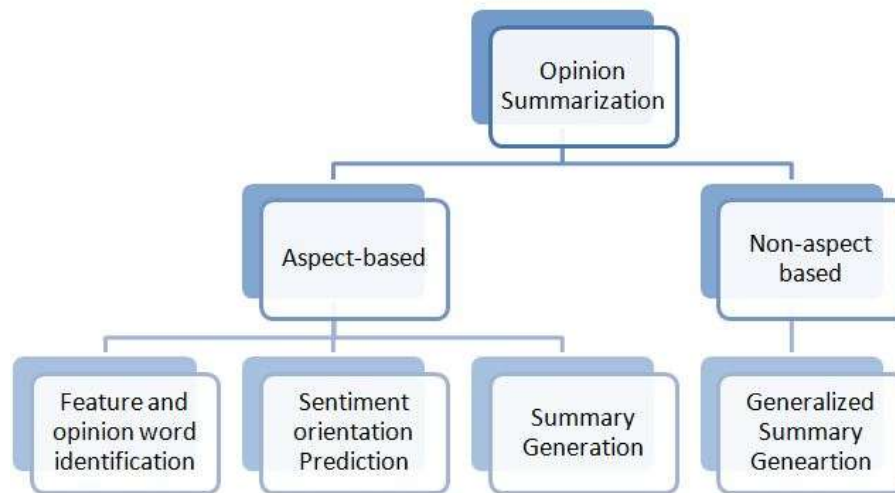 Opinion
Summarization
Aspect-based
Non-aspect
based
Feature and
opinion word
identification
Sentiment
orientation
Prediction
Summary
Generation
Generalized
Summary
Geneartion